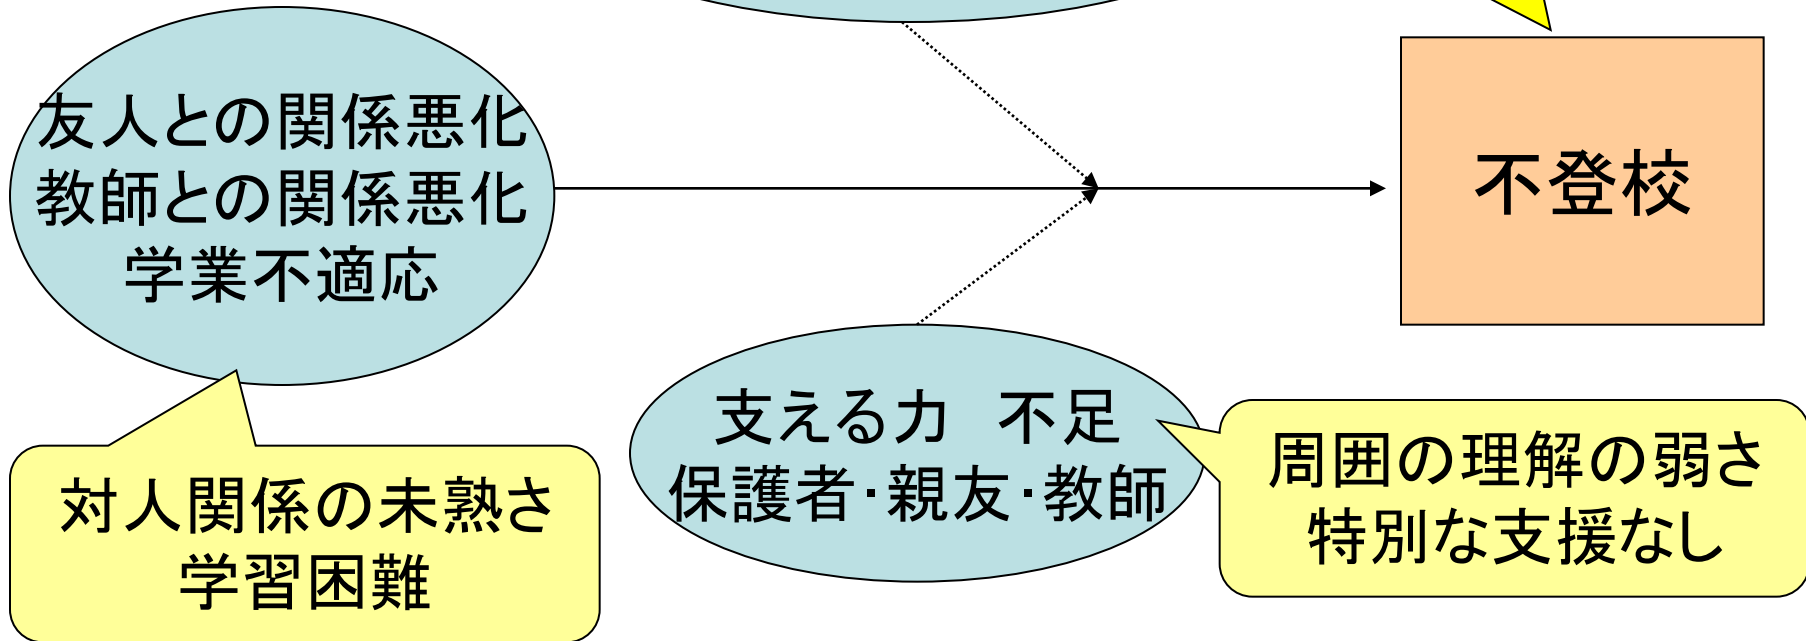 友人との関係悪化
教師との関係悪化
学業不適応
不登校
支える力　不足
保護者・親友・教師
周囲の理解の弱さ
特別な支援なし
対人関係の未熟さ
学習困難